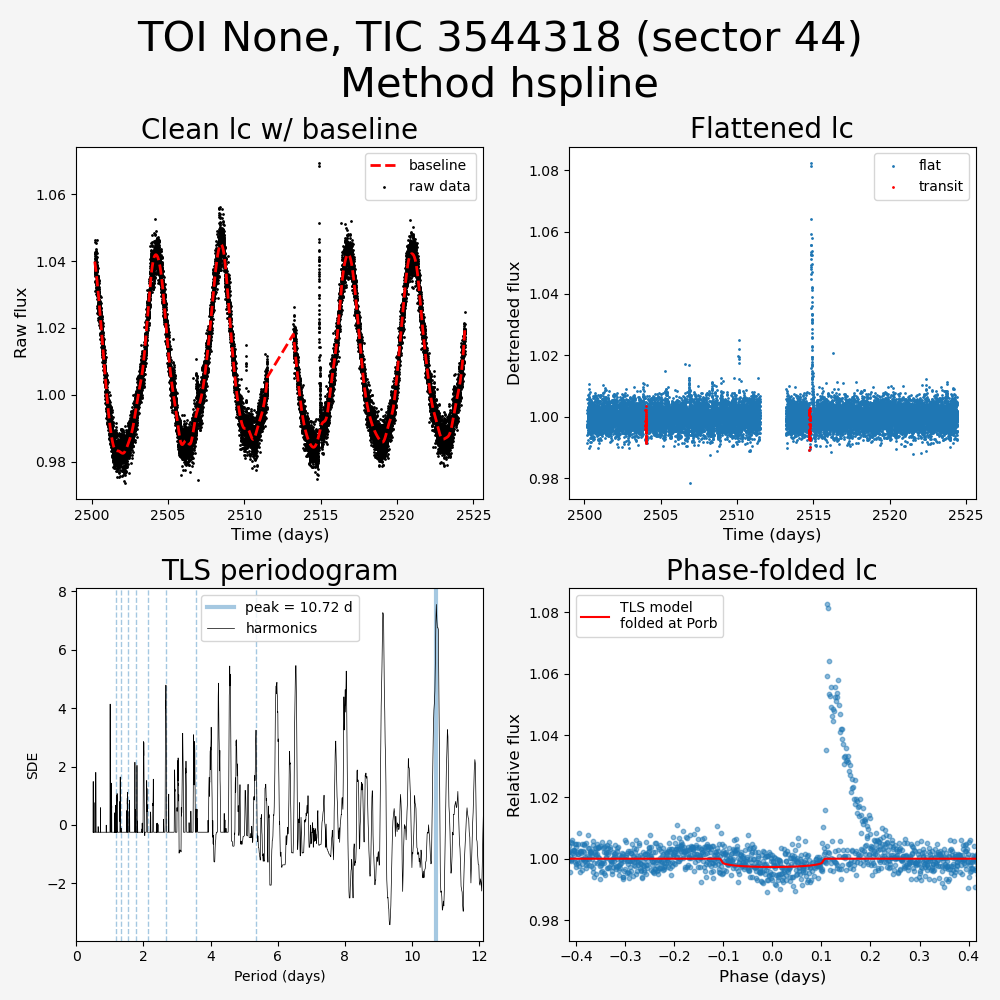 TOI None, TIC 3544318 (sector 44)
Method hspline
Clean lc w/ baseline
Raw flux
1.06
1.04
1.02
1.00
0.98
baseline
raw data
2500
2505
2510
2515
2520
2525
Time (days)
Flattened lc
Detrended flux
1.08
1.06
1.04
1.02
1.00
0.98
flat
transit
2500
2505
2510
2515
2520
2525
Time (days)
TLS periodogram
SDE
8
6
4
2
0
−2
peak = 10.72 d
harmonics
0
2
4
6
8
10
12
Period (days)
Phase-folded lc
Relative flux
1.08
1.06
1.04
1.02
1.00
0.98
TLS model
folded at Porb
−0.4
−0.3
−0.2
−0.1
0.0
0.1
0.2
0.3
0.4
Phase (days)